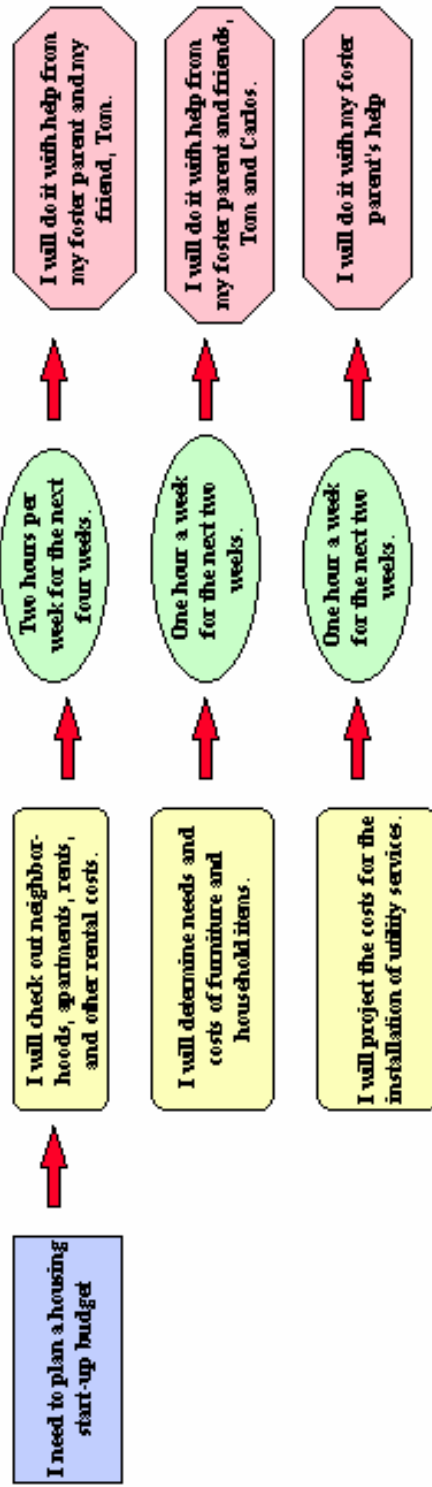 I need to plan a housing
start-up budget
I will check out neighbor-
hoods, apartments, rents,
and other rental costs.
Two hours per
week for the next
four weeks.
I will do it with help from
my foster parent and my
friend, Tom.
I will determine needs and
costs of furniture and
household items.
One hour a week
for the next two
weeks.
I will do it with help from
my foster parent and friends,
Tom and Carlos.
I will project the costs for the
installation of utility services.
One hour a week
for the next two
weeks.
I will do it with my foster
parent's help